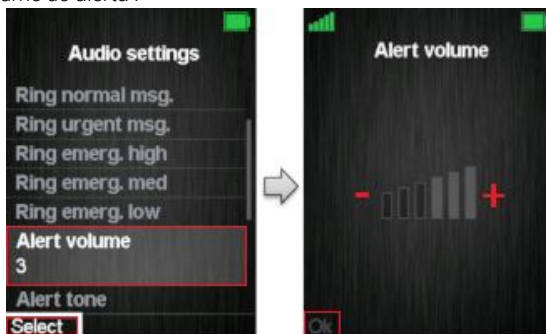 Audio settings
Ring normal msg.
Ring urgent msg.
Ring emerg. high
Ring emerg. med
Ring emerg. low
Alert volume
3
Alert tone
Select
Alert volume
- +
Ok